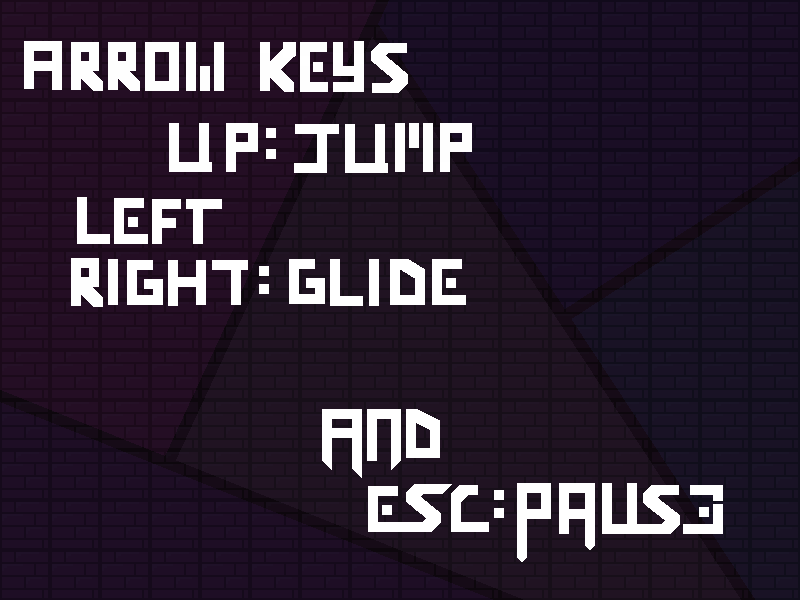 ARROW KEYS
UP: JUMP
LEFT
RIGHT: GLIDE
AND
ESC: PAUSE